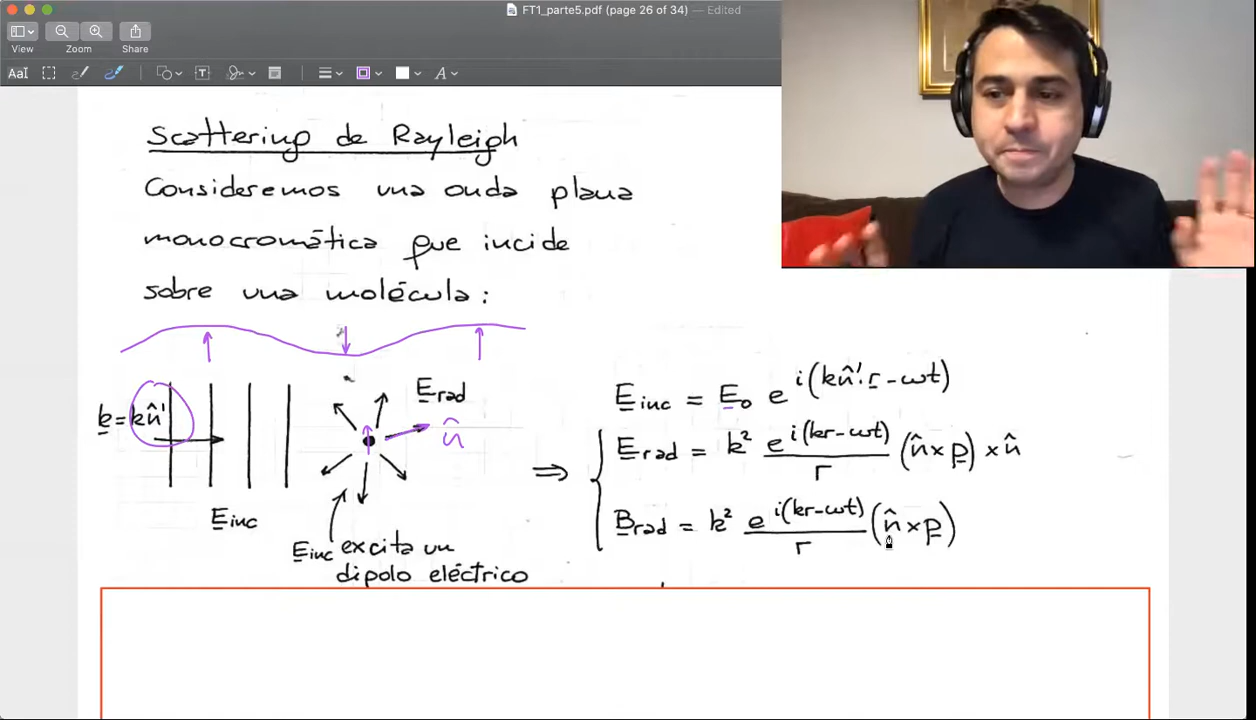 FT1_parte5.pdf (page 26 of 34) — Edited
View Zoom Share
AaI T A
Scattering de Rayleigh
Consideremos una onda plana
monocromática que incide
sobre una molécula:
k = kn̂'
E_rad
n̂
E_inc
E_inc excita un
dipolo eléctrico
E_inc = E_0 e^{i(kn̂'·r-ωt)}
⇒
E_rad = k² e^{i(kr-ωt)}/r (n̂×p)×n̂
B_rad = k² e^{i(kr-ωt)}/r (n̂×p)